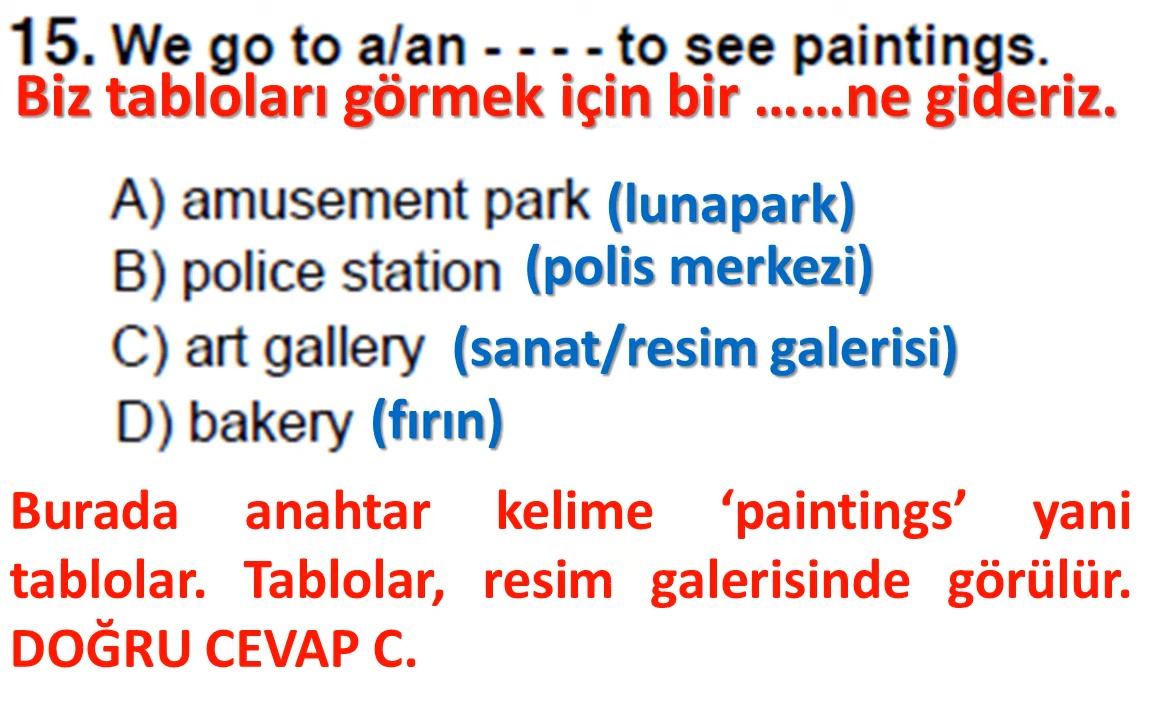 15. We go to a/an - - - - to see paintings.
Biz tabloları görmek için bir ……ne gideriz.
A) amusement park (lunapark)
B) police station (polis merkezi)
C) art gallery (sanat/resim galerisi)
D) bakery (fırın)
Burada anahtar kelime ‘paintings’ yani
tablolar. Tablolar, resim galerisinde görülür.
DOĞRU CEVAP C.